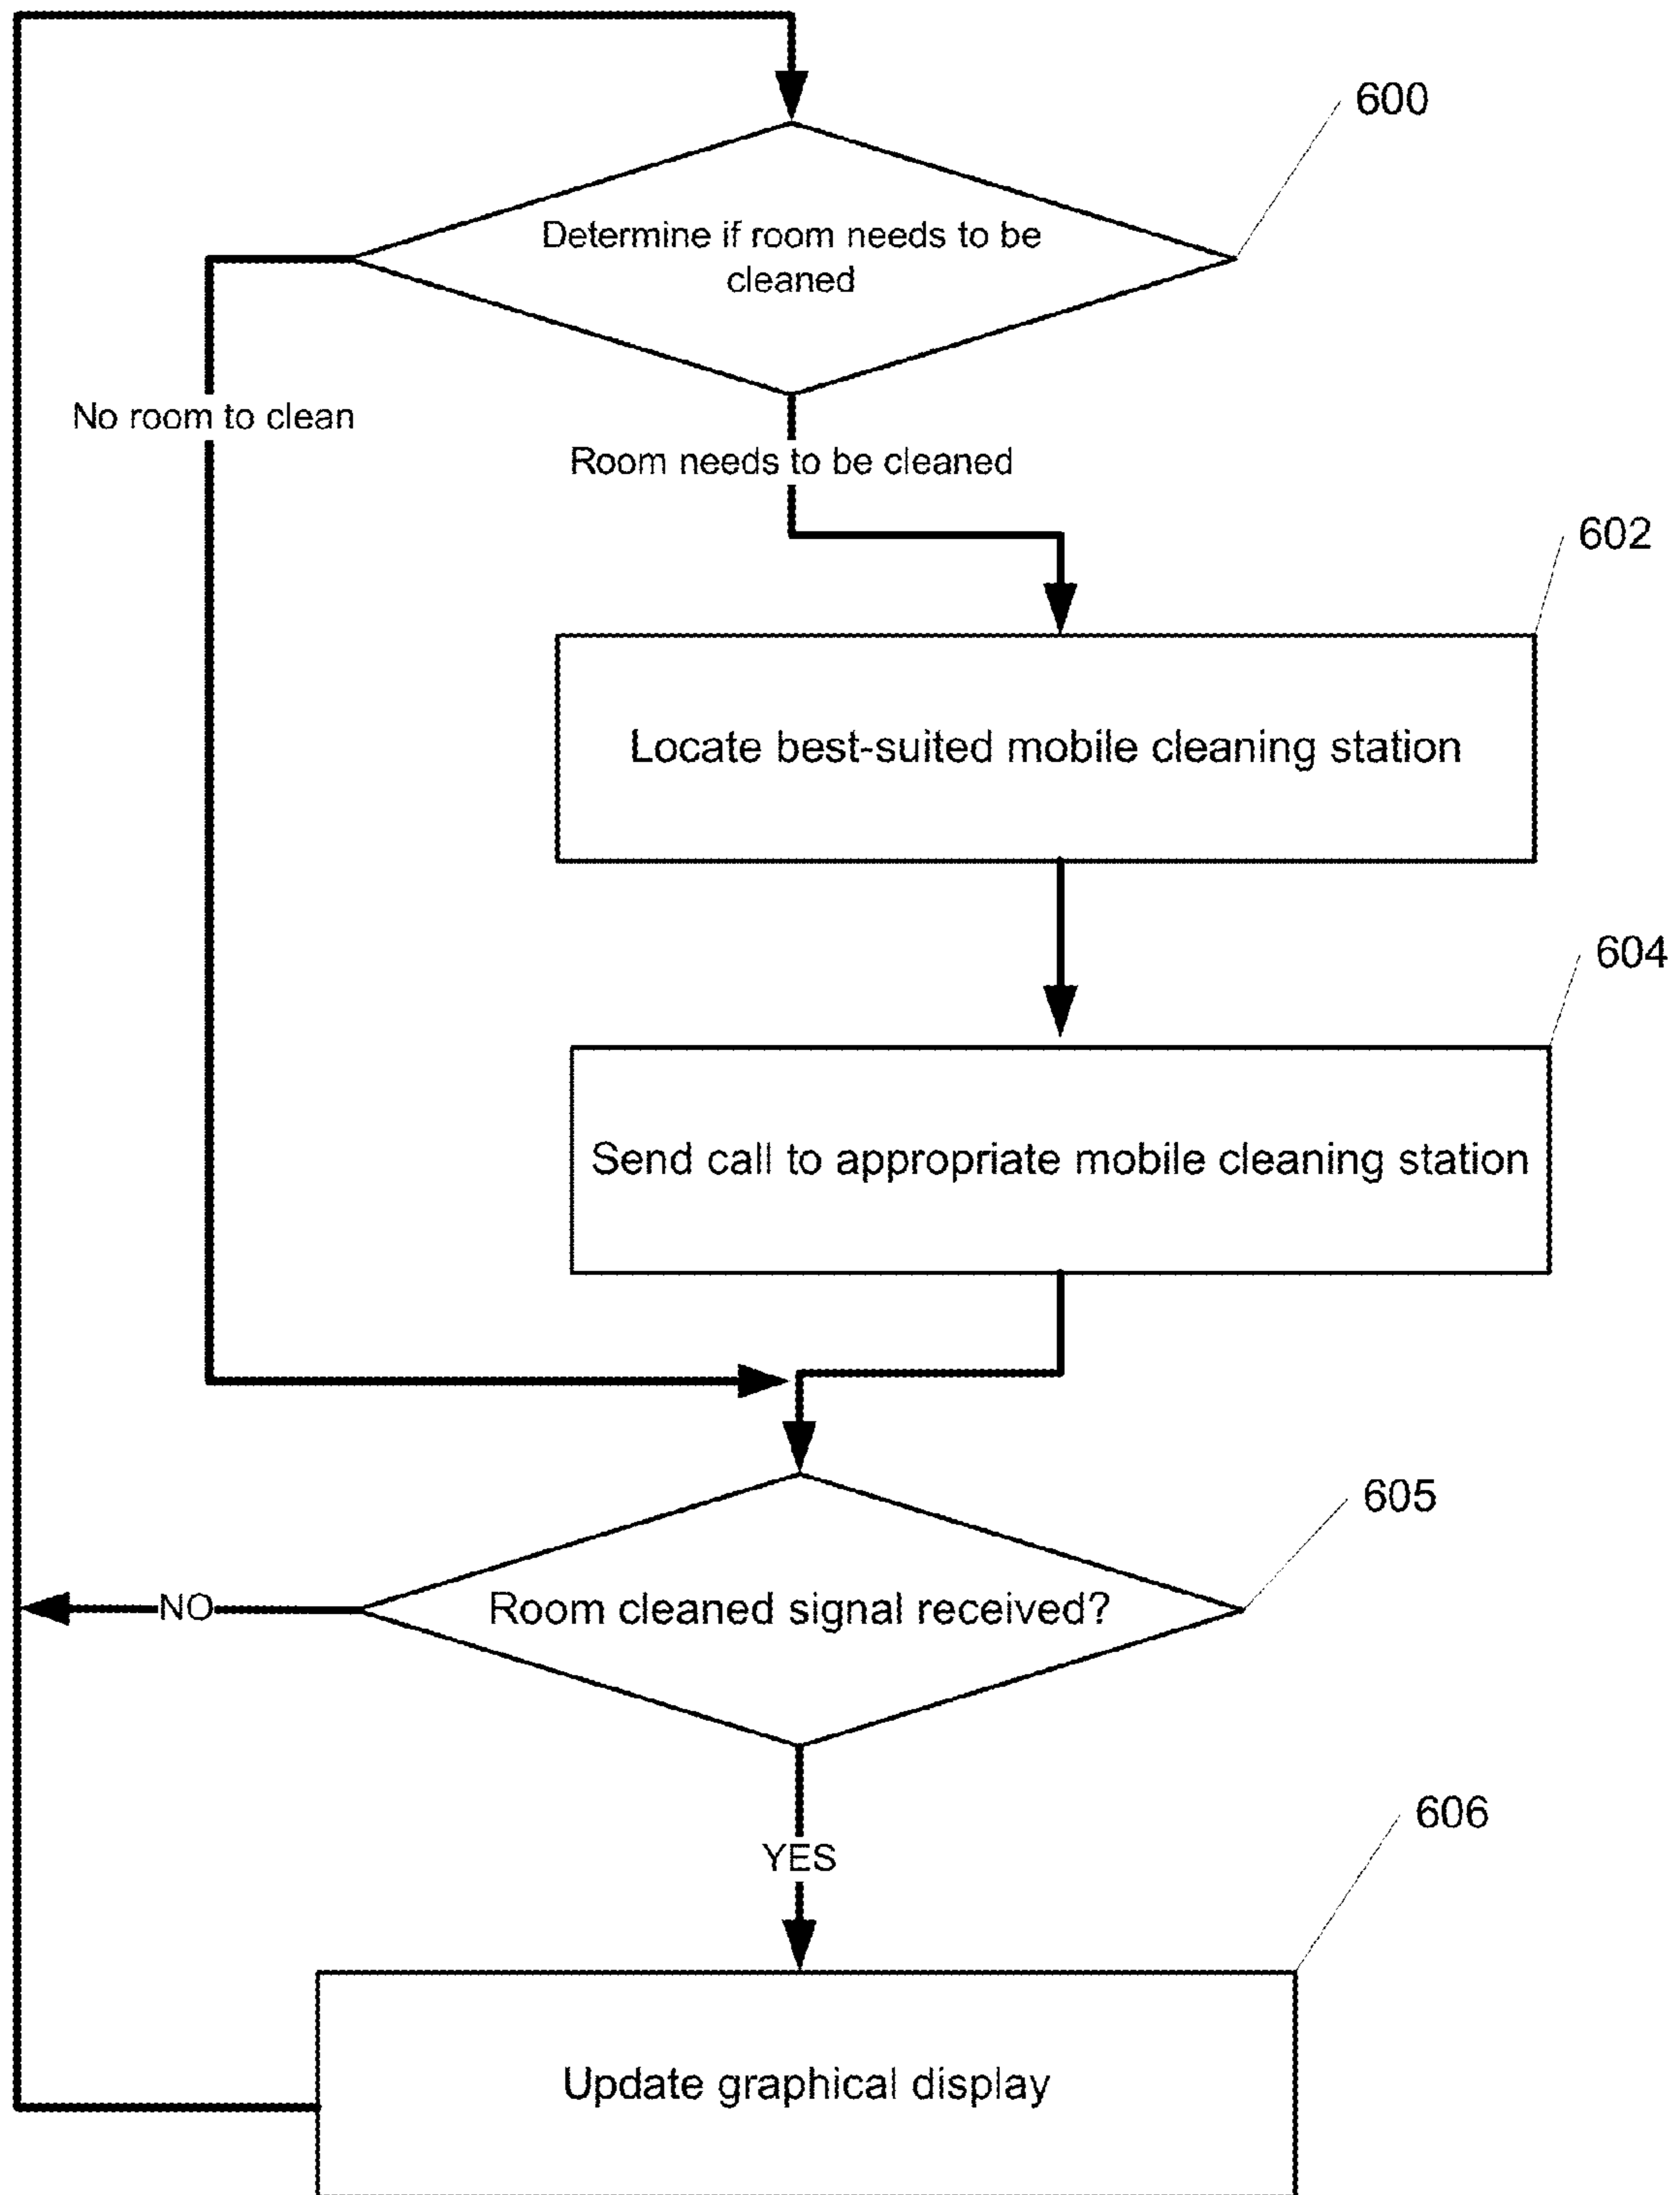 600
Determine if room needs to be
cleaned
No room to clean
Room needs to be cleaned
602
Locate best-suited mobile cleaning station
604
Send call to appropriate mobile cleaning station
605
Room cleaned signal received?
NO
YES
606
Update graphical display